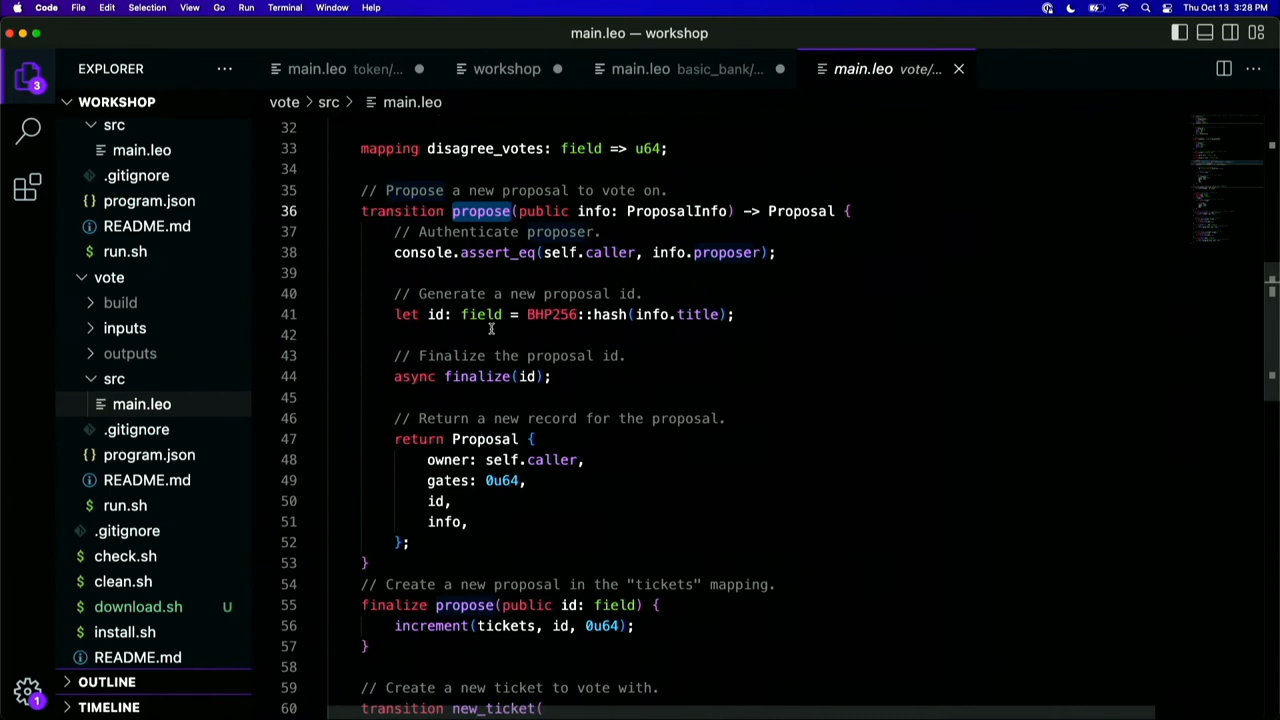 Code File Edit Selection View Go Run Terminal Window Help Thu Oct 13 3:28 PM
main.leo — workshop
EXPLORER ···
main.leo token/...
workshop
main.leo basic_bank/...
main.leo vote/...
WORKSHOP
vote > src > main.leo
src
main.leo
.gitignore
{} program.json
README.md
$ run.sh
vote
build
inputs
outputs
src
main.leo
.gitignore
{} program.json
README.md
$ run.sh
.gitignore
$ check.sh
$ clean.sh
$ download.sh U
$ install.sh
README.md
OUTLINE
TIMELINE
3
1
32
33 mapping disagree_votes: field => u64;
34
35 // Propose a new proposal to vote on.
36 transition propose(public info: ProposalInfo) -> Proposal {
37 // Authenticate proposer.
38 console.assert_eq(self.caller, info.proposer);
39
40 // Generate a new proposal id.
41 let id: field = BHP256::hash(info.title);
42
43 // Finalize the proposal id.
44 async finalize(id);
45
46 // Return a new record for the proposal.
47 return Proposal {
48 owner: self.caller,
49 gates: 0u64,
50 id,
51 info,
52 };
53 }
54 // Create a new proposal in the "tickets" mapping.
55 finalize propose(public id: field) {
56 increment(tickets, id, 0u64);
57 }
58
59 // Create a new ticket to vote with.
60 transition new_ticket(